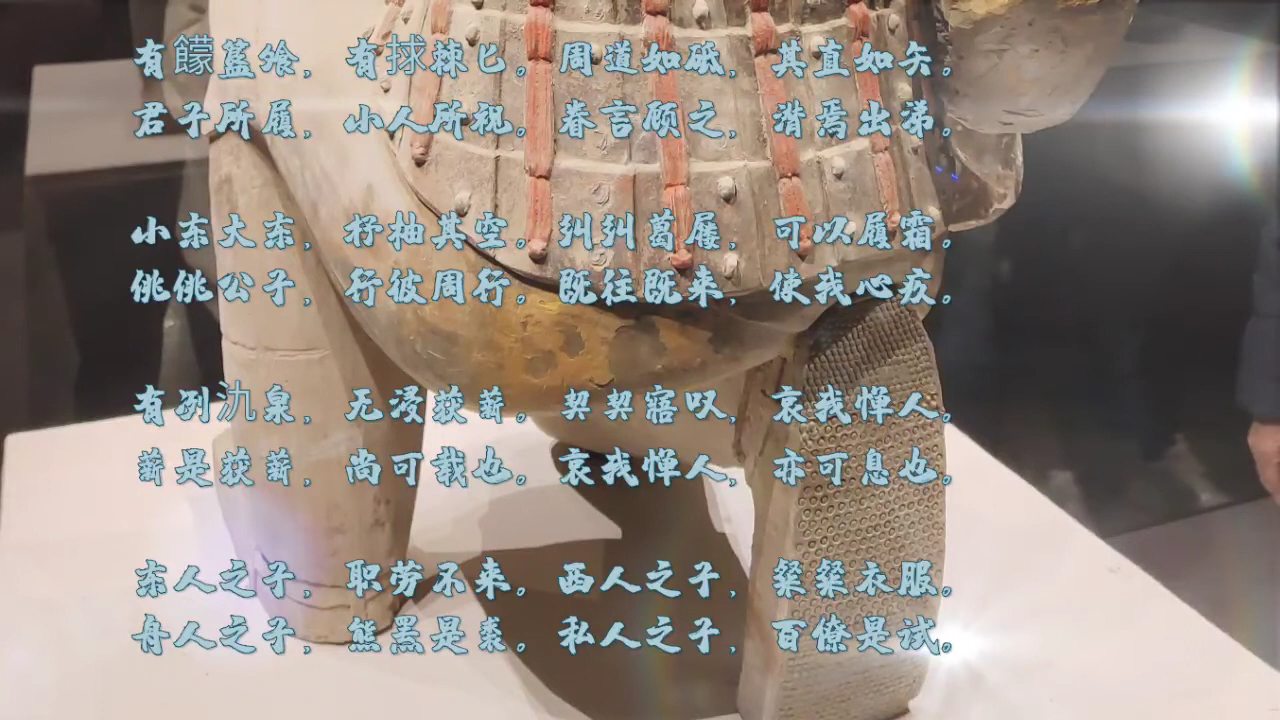 有饛簋飧，有捄棘匕。周道如砥，其直如矢。
君子所履，小人所视。眷言顾之，潸焉出涕。
小东大东，杼柚其空。纠纠葛屦，可以履霜。
佻佻公子，行彼周行。既往既来，使我心疚。
有冽氿泉，无浸获薪。契契寤叹，哀我惮人。
薪是获薪，尚可载也。哀我惮人，亦可息也。
东人之子，职劳不来。西人之子，粲粲衣服。
舟人之子，熊罴是裘。私人之子，百僚是试。